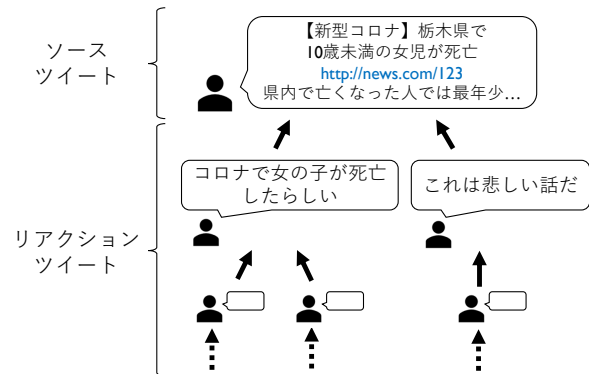 ソース
ツイート
【新型コロナ】栃木県で
10歳未満の女児が死亡
http://news.com/123
県内で亡くなった人では最年少…
コロナで女の子が死亡
したらしい
これは悲しい話だ
リアクション
ツイート